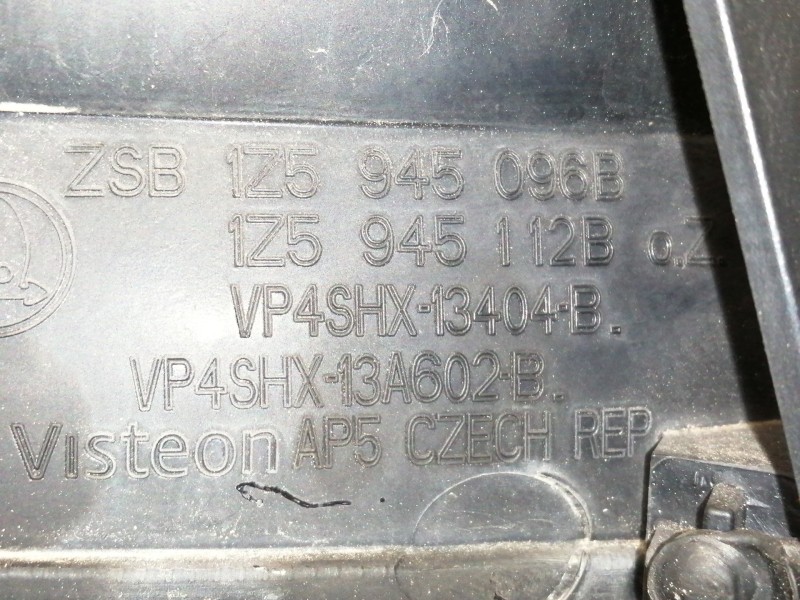 ZSB 1Z5 945 096B
1Z5 945 112B o.Z.
VP4SHX-13404-B.
VP4SHX-13A602-B.
Visteon AP5 CZECH REP